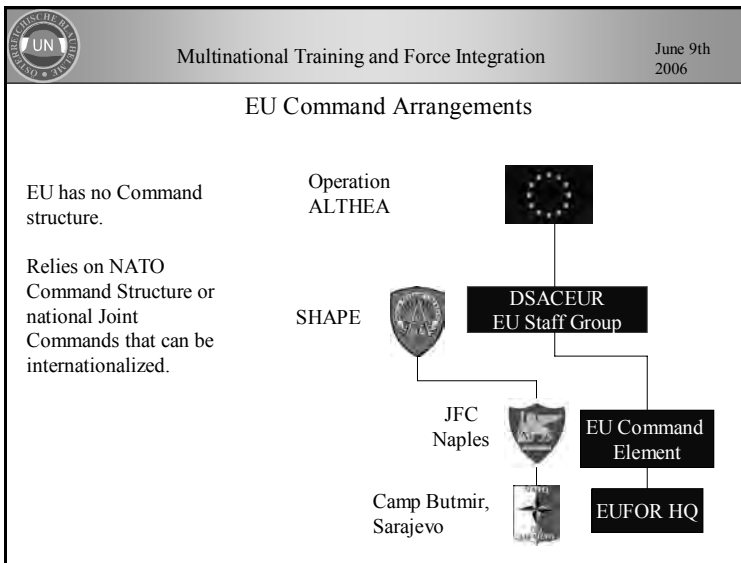 ÖSTERREICHISCHE BLAUHELME
UN
Multinational Training and Force Integration
June 9th
2006
EU Command Arrangements
EU has no Command
structure.
Relies on NATO
Command Structure or
national Joint
Commands that can be
internationalized.
Operation
ALTHEA
SHAPE
DSACEUR
EU Staff Group
JFC
Naples
EU Command
Element
Camp Butmir,
Sarajevo
EUFOR HQ